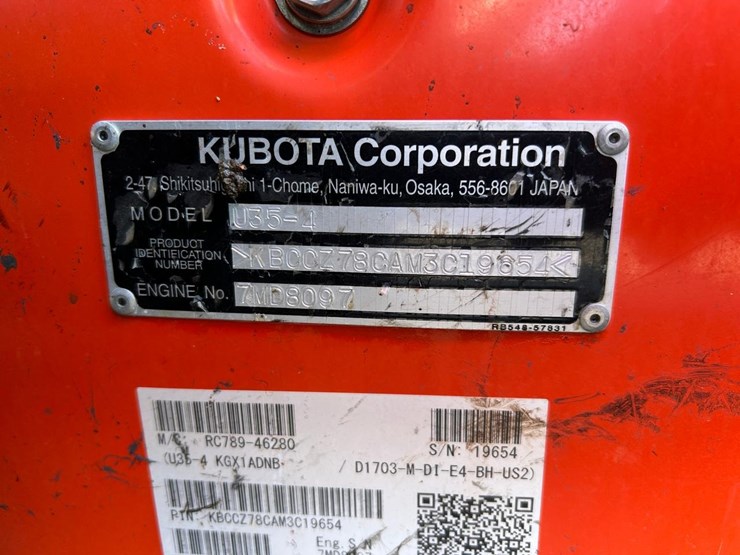 KUBOTA Corporation
2-47, Shikitsuhi 1-Chome, Naniwa-ku, Osaka, 556-8601 JAPAN
MODEL U35-4
PRODUCT
IDENTIFICATION
NUMBER >KBCCZ78CAM3C19654<
ENGINE No. 7MD8097
RB548-57831
M/C: RC789-46280
S/N: 19654
(U35-4 KGX1ADNB / D1703-M-DI-E4-BH-US2)
PIN: KBCCZ78CAM3C19654
Eng.S.N